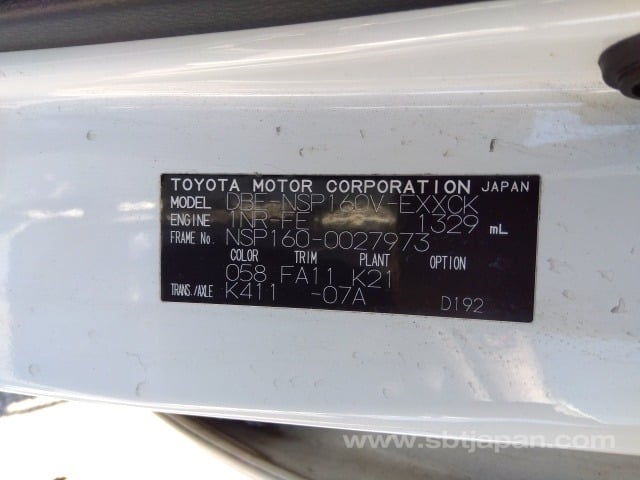 TOYOTA MOTOR CORPORATION JAPAN
MODEL DBE-NSP160V-EXXCK
ENGINE 1NR-FE 1329 mL
FRAME No. NSP160-0027973
COLOR TRIM PLANT OPTION
058 FA11 K21
TRANS./AXLE K411 -07A D192
www.sbtjapan.com